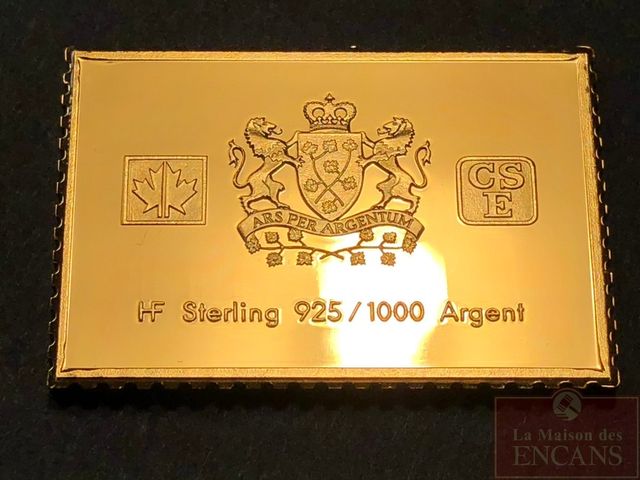 ARS PER ARGENTUM
CS
E
HF Sterling 925/1000 Argent
La Maison des
ENCANS